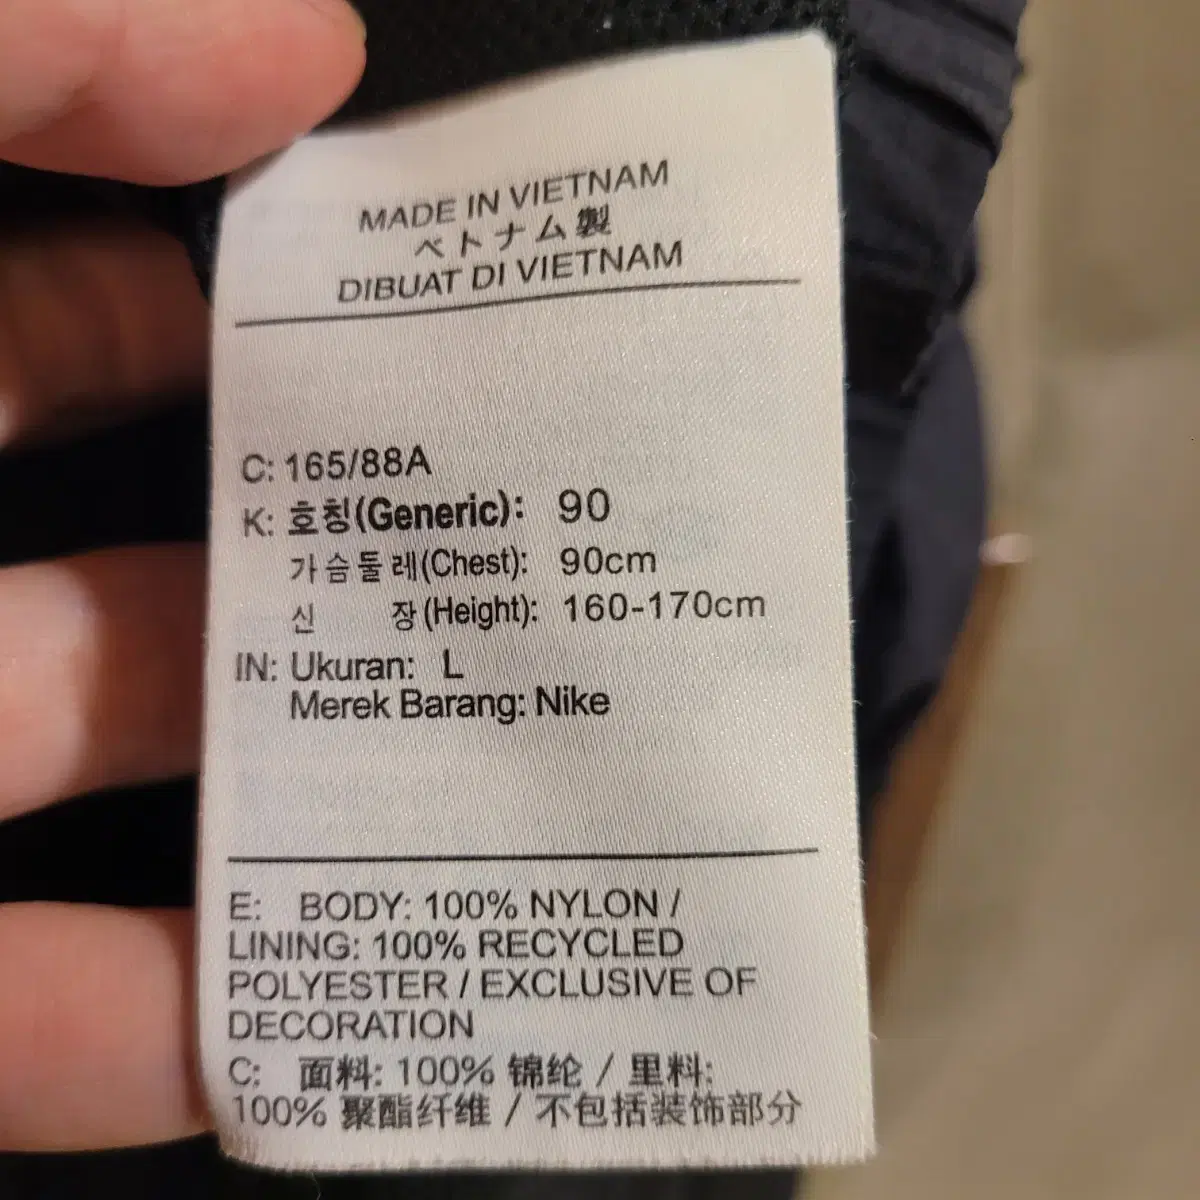 MADE IN VIETNAM
ベトナム製
DIBUAT DI VIETNAM
C: 165/88A
K: 호칭(Generic): 90
가슴둘레(Chest): 90cm
신 장(Height): 160-170cm
IN: Ukuran: L
Merek Barang: Nike
E: BODY: 100% NYLON /
LINING: 100% RECYCLED
POLYESTER / EXCLUSIVE OF
DECORATION
C: 面料: 100% 锦纶 / 里料:
100% 聚酯纤维 / 不包括装饰部分